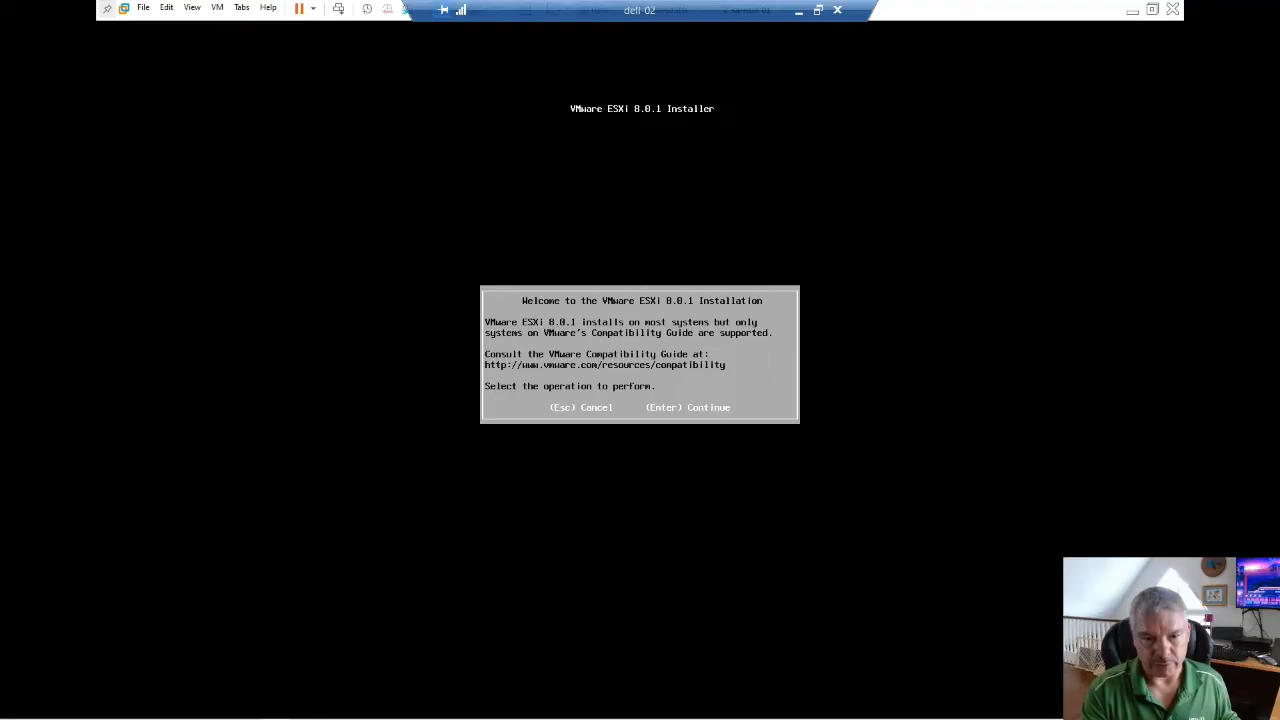 File Edit View VM Tabs Help
dell-02
VMware ESXi 8.0.1 Installer
Welcome to the VMware ESXi 8.0.1 Installation
VMware ESXi 8.0.1 installs on most systems but only
systems on VMware's Compatibility Guide are supported.
Consult the VMware Compatibility Guide at:
http://www.vmware.com/resources/compatibility
Select the operation to perform.
(Esc) Cancel (Enter) Continue